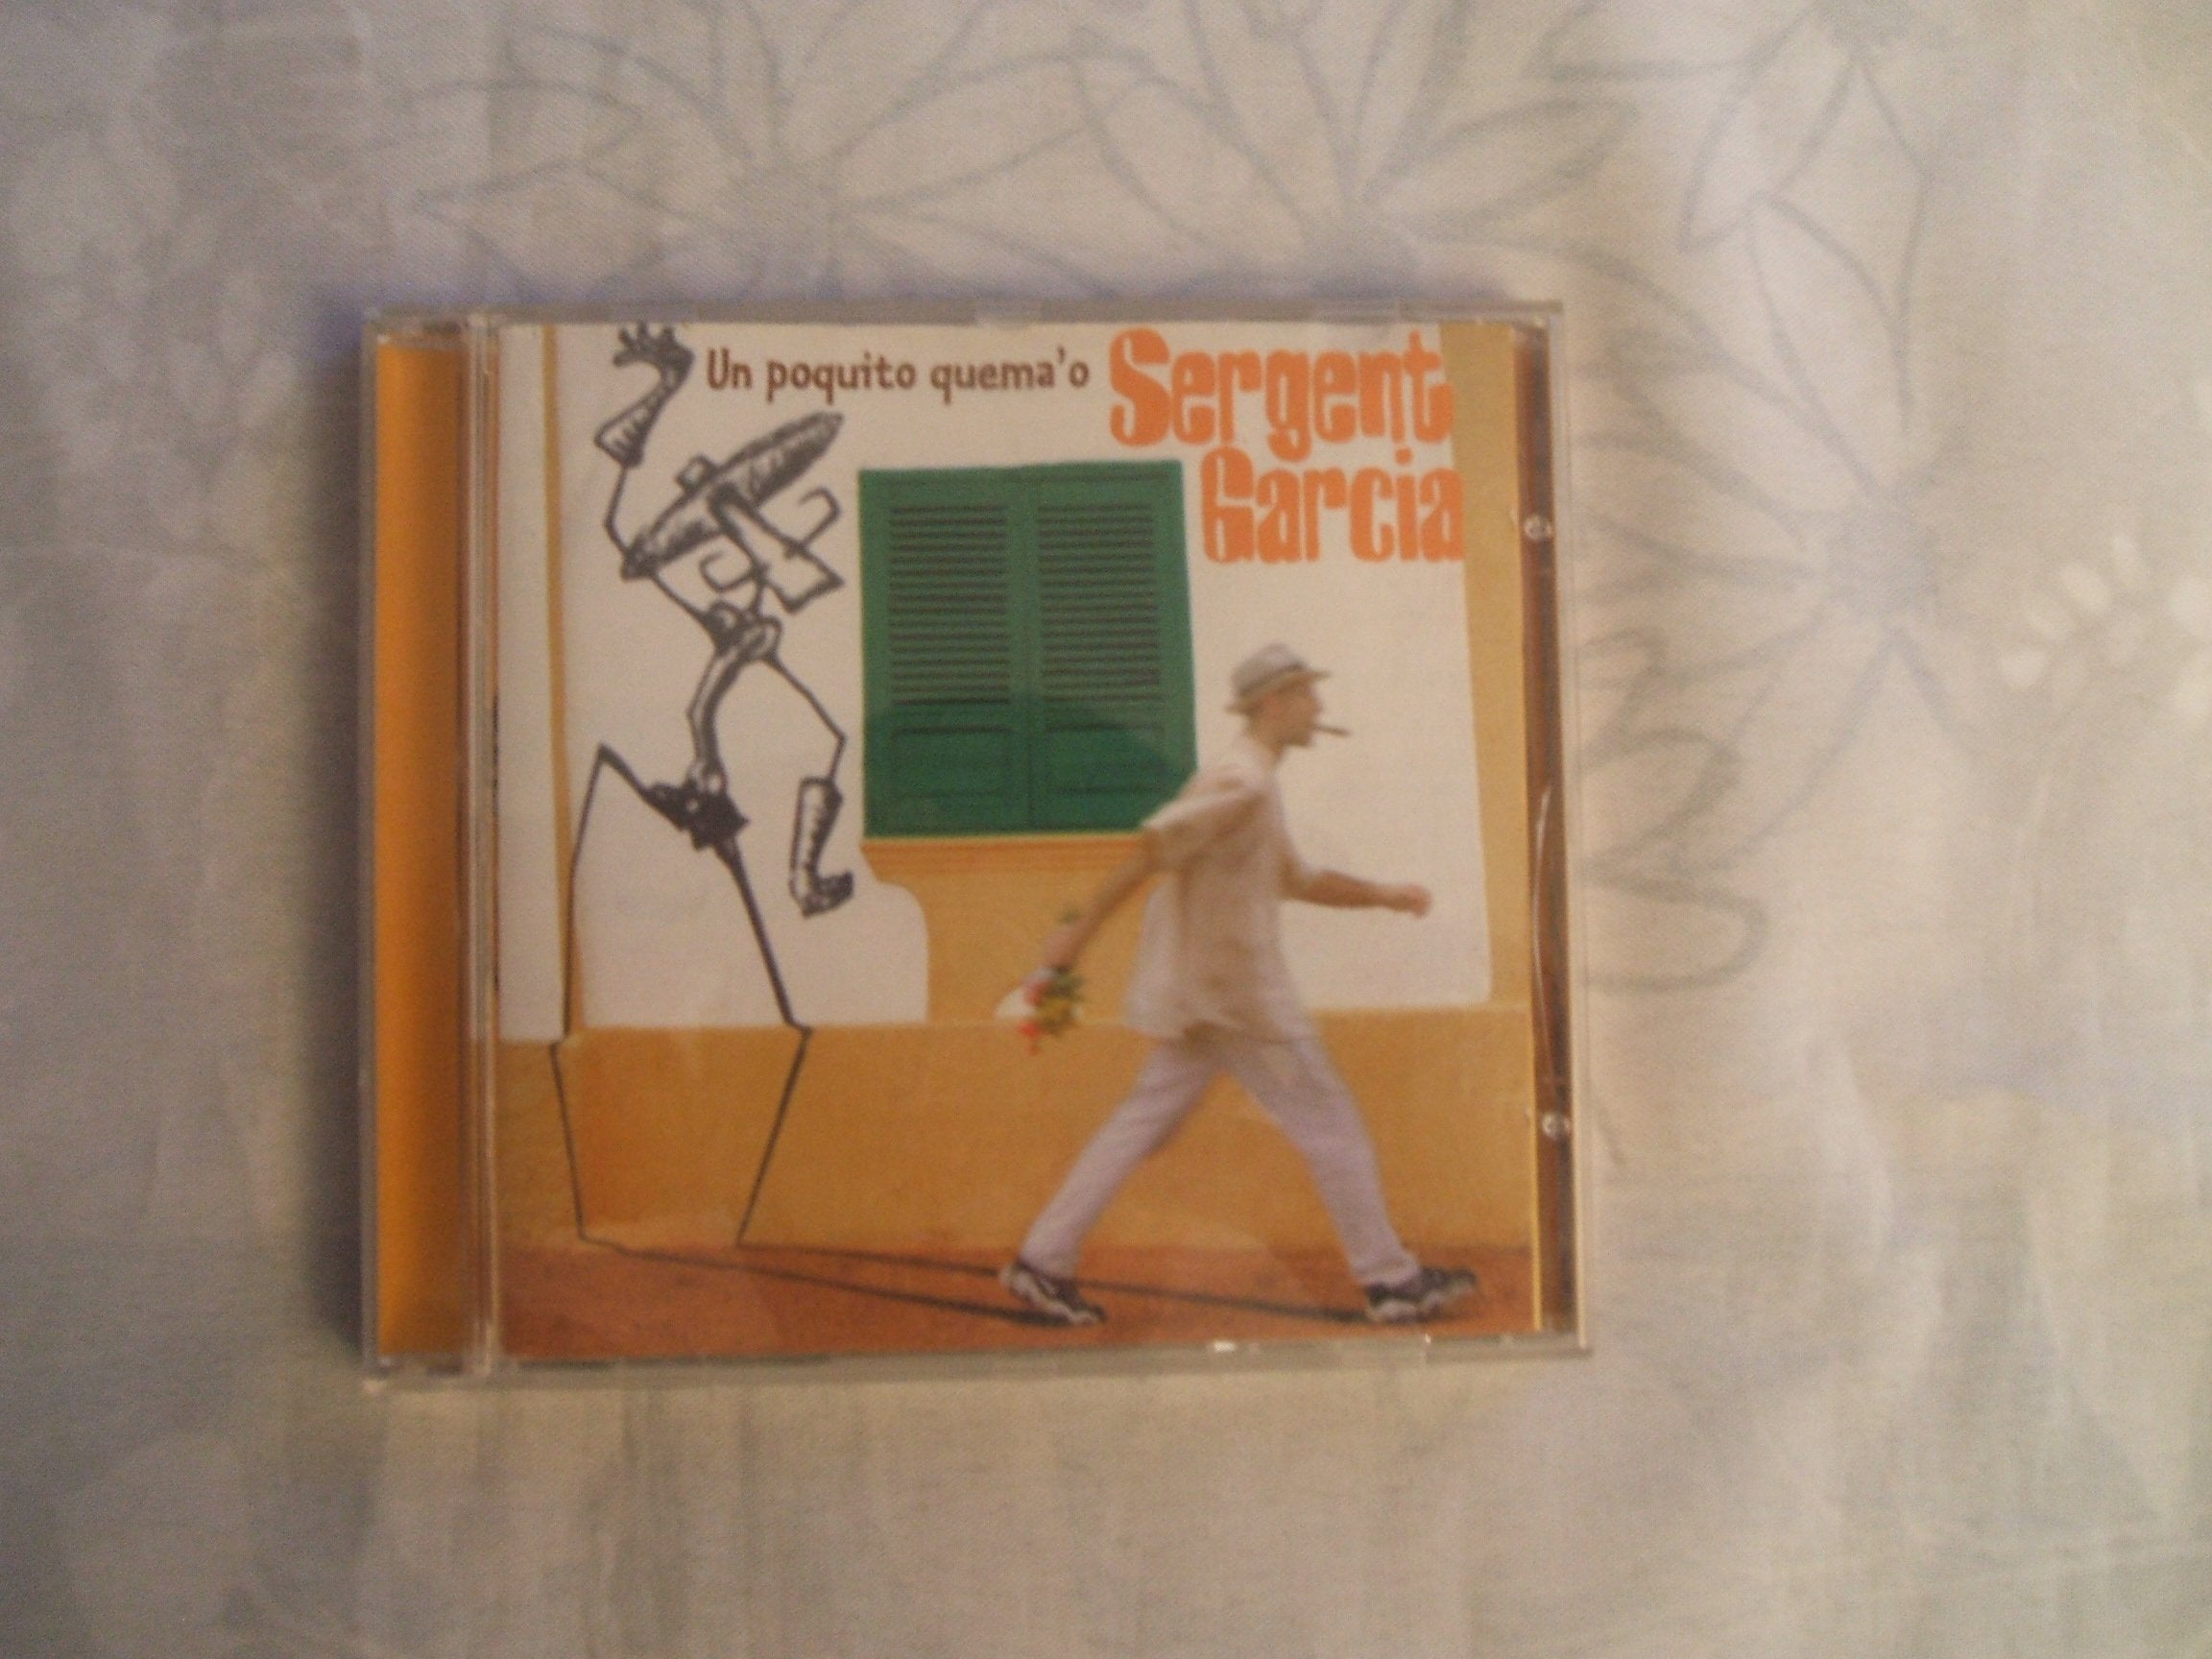 Un poquito quema'o
Sergent
Garcia